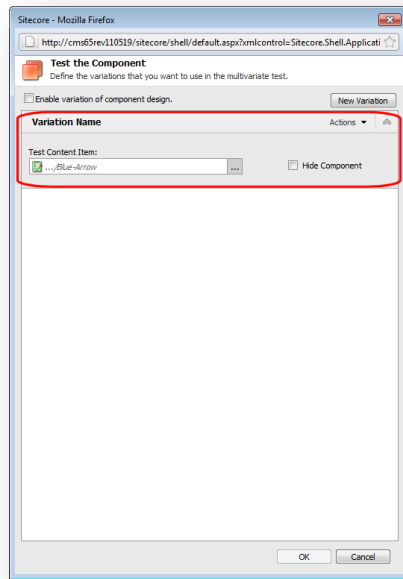 Sitecore - Mozilla Firefox
http://cms65rev110519/sitecore/shell/default.aspx?xmlcontrol=Sitecore.Shell.Applicati
Test the Component
Define the variations that you want to use in the multivariate test.
Enable variation of component design.
New Variation
Variation Name
Actions
Test Content Item:
.../Blue-Arrow
...
Hide Component
OK
Cancel